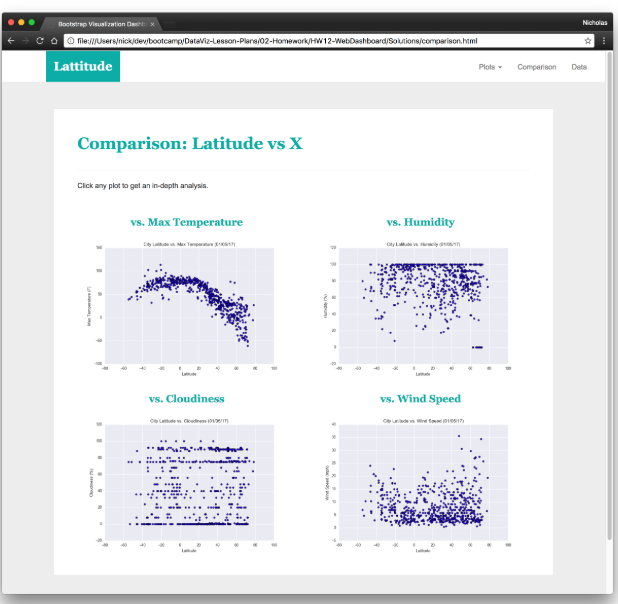 Bootstrap Visualization Dashb
Nicholas
file:///Users/nick/dev/bootcamp/DataViz-Lesson-Plans/02-Homework/HW12-WebDashboard/Solutions/comparison.html
Lattitude
Plots Comparison Data
Comparison: Latitude vs X
Click any plot to get an in-depth analysis.
vs. Max Temperature
City Latitude vs. Max Temperature (01/05/17)
Max Temperature (F)
150
100
50
0
-50
-100
-80 -60 -40 -20 0 20 40 60 80 100
Latitude
vs. Humidity
City Latitude vs. Humidity (01/05/17)
Humidity (%)
120
100
80
60
40
20
0
-20
-80 -60 -40 -20 0 20 40 60 80 100
Latitude
vs. Cloudiness
City Latitude vs. Cloudiness (01/05/17)
Cloudiness (%)
120
100
80
60
40
20
0
-20
-80 -60 -40 -20 0 20 40 60 80 100
Latitude
vs. Wind Speed
City Latitude vs. Wind Speed (01/05/17)
Wind Speed (mph)
40
35
30
25
20
15
10
5
0
-5
-80 -60 -40 -20 0 20 40 60 80 100
Latitude